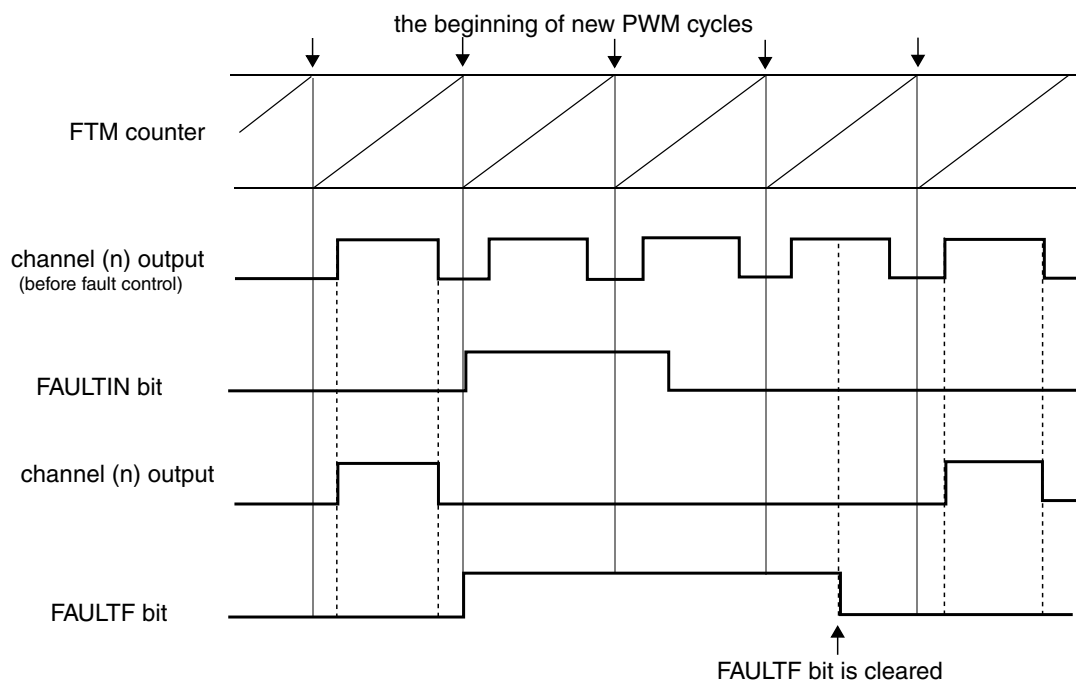 the beginning of new PWM cycles
FTM counter
channel (n) output
(before fault control)
FAULTIN bit
channel (n) output
FAULTF bit
FAULTF bit is cleared